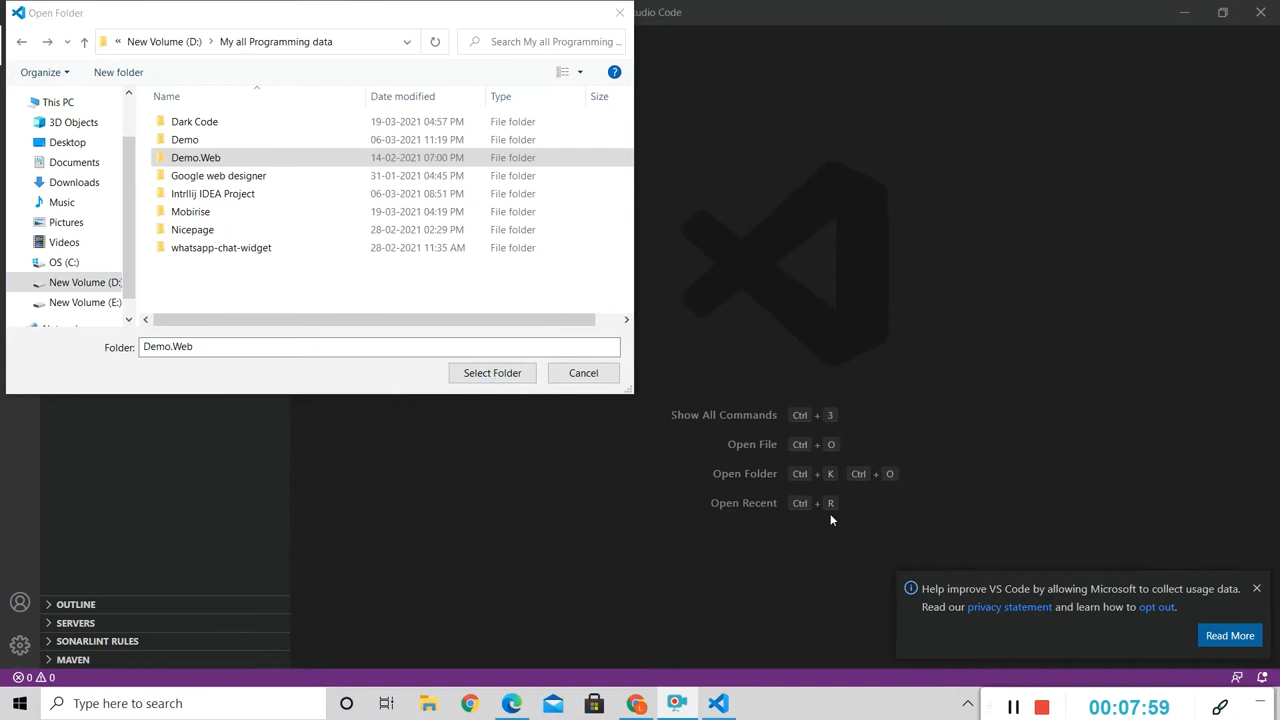 Open Folder
udio Code
« New Volume (D:) > My all Programming data
Search My all Programming ...
Organize
New folder
?
Name
Date modified
Type
Size
This PC
3D Objects
Desktop
Documents
Downloads
Music
Pictures
Videos
OS (C:)
New Volume (D:
New Volume (E:)
Dark Code 19-03-2021 04:57 PM File folder
Demo 06-03-2021 11:19 PM File folder
Demo.Web 14-02-2021 07:00 PM File folder
Google web designer 31-01-2021 04:45 PM File folder
Intrllij IDEA Project 06-03-2021 08:51 PM File folder
Mobirise 19-03-2021 04:19 PM File folder
Nicepage 28-02-2021 02:29 PM File folder
whatsapp-chat-widget 28-02-2021 11:35 AM File folder
Folder: Demo.Web
Select Folder
Cancel
Show All Commands Ctrl + 3
Open File Ctrl + O
Open Folder Ctrl + K Ctrl + O
Open Recent Ctrl + R
OUTLINE
SERVERS
SONARLINT RULES
MAVEN
Help improve VS Code by allowing Microsoft to collect usage data.
Read our privacy statement and learn how to opt out.
Read More
0 0
Type here to search
00:07:59